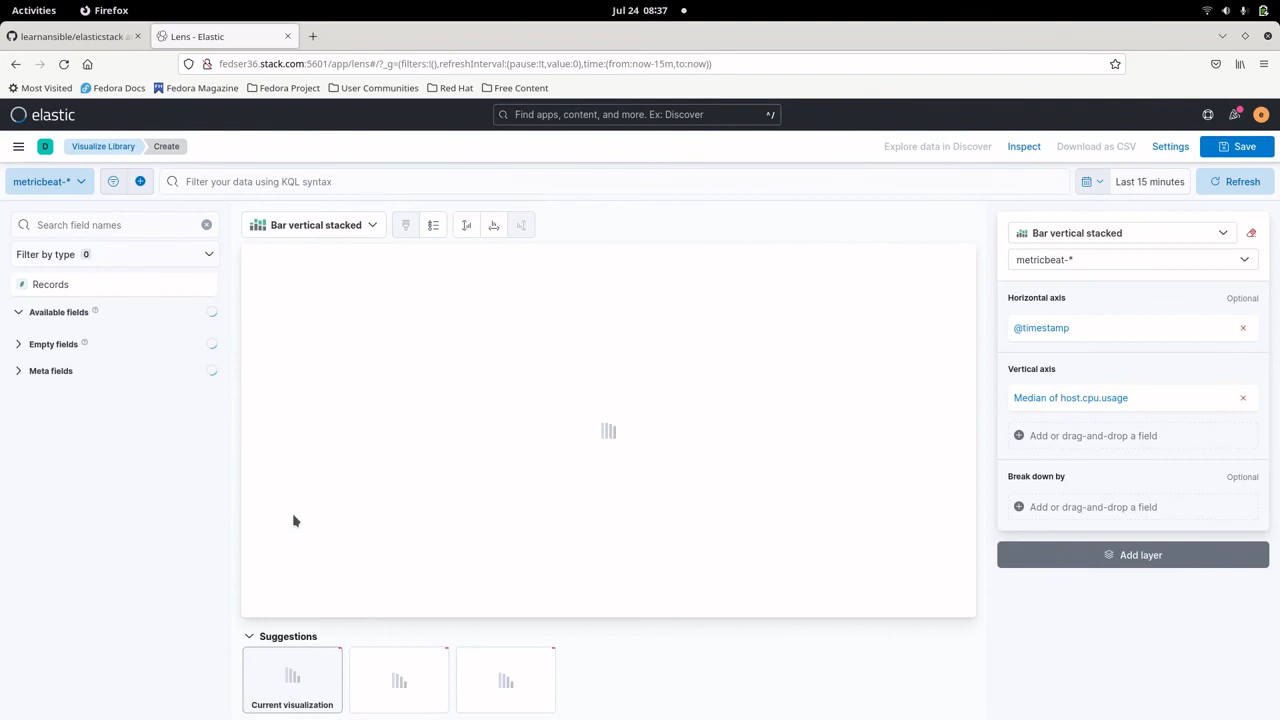 Activities Firefox Jul 24 08:37
learnansible/elasticstack a Lens - Elastic
fedser36.stack.com:5601/app/lens#/?_g=(filters:!(),refreshInterval:(pause:!t,value:0),time:(from:now-15m,to:now))
Most Visited Fedora Docs Fedora Magazine Fedora Project User Communities Red Hat Free Content
elastic Find apps, content, and more. Ex: Discover ^/ e
D Visualize Library Create Explore data in Discover Inspect Download as CSV Settings Save
metricbeat-* Filter your data using KQL syntax Last 15 minutes Refresh
Search field names
Filter by type 0
# Records
Available fields
Empty fields
Meta fields
Bar vertical stacked
Suggestions
Current visualization
Bar vertical stacked
metricbeat-*
Horizontal axis Optional
@timestamp
Vertical axis
Median of host.cpu.usage
Add or drag-and-drop a field
Break down by Optional
Add or drag-and-drop a field
Add layer